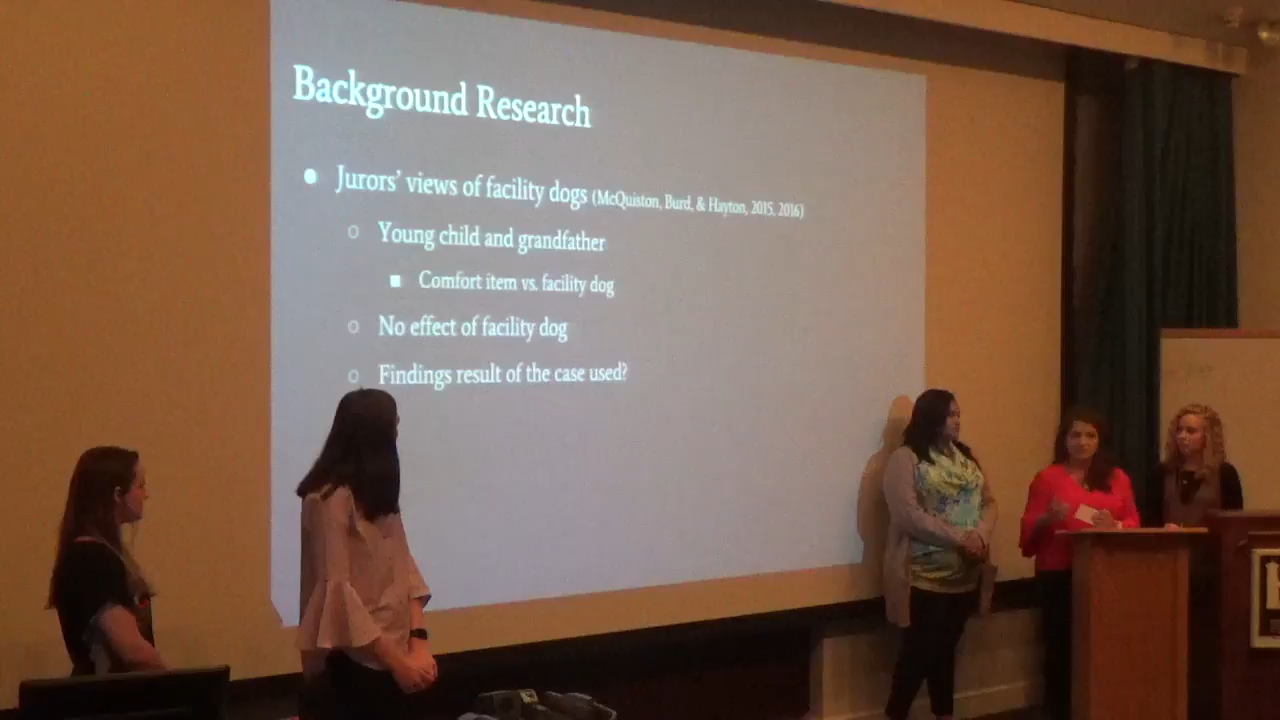 Background Research
Jurors' views of facility dogs (McQuiston, Burd, & Hayton, 2015, 2016)
Young child and grandfather
Comfort item vs. facility dog
No effect of facility dog
Findings result of the case used?